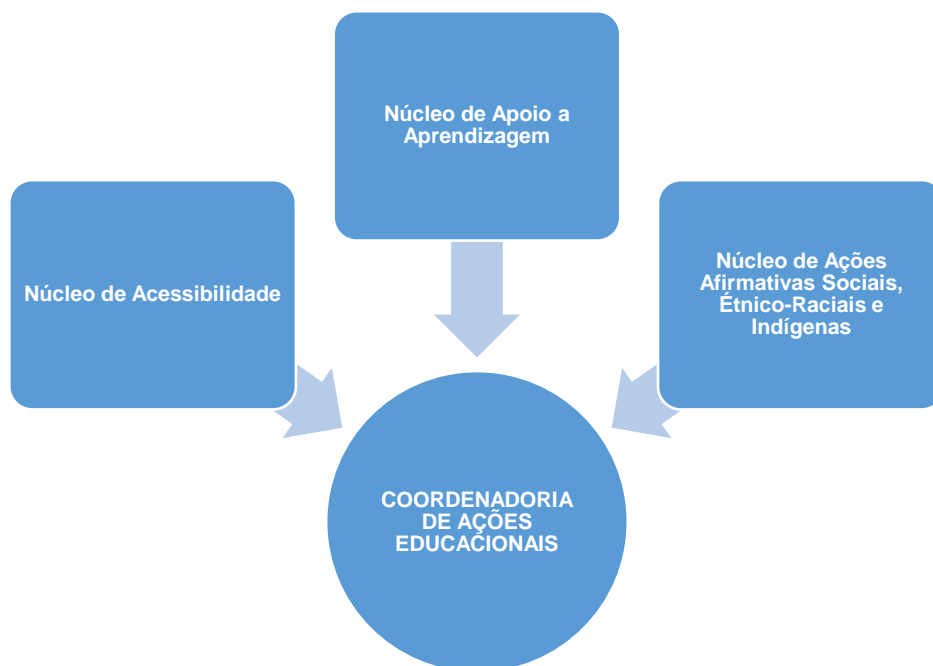 Núcleo de Apoio a
Aprendizagem
Núcleo de Acessibilidade
Núcleo de Ações
Afirmativas Sociais,
Étnico-Raciais e
Indígenas
COORDENADORIA
DE AÇÕES
EDUCACIONAIS